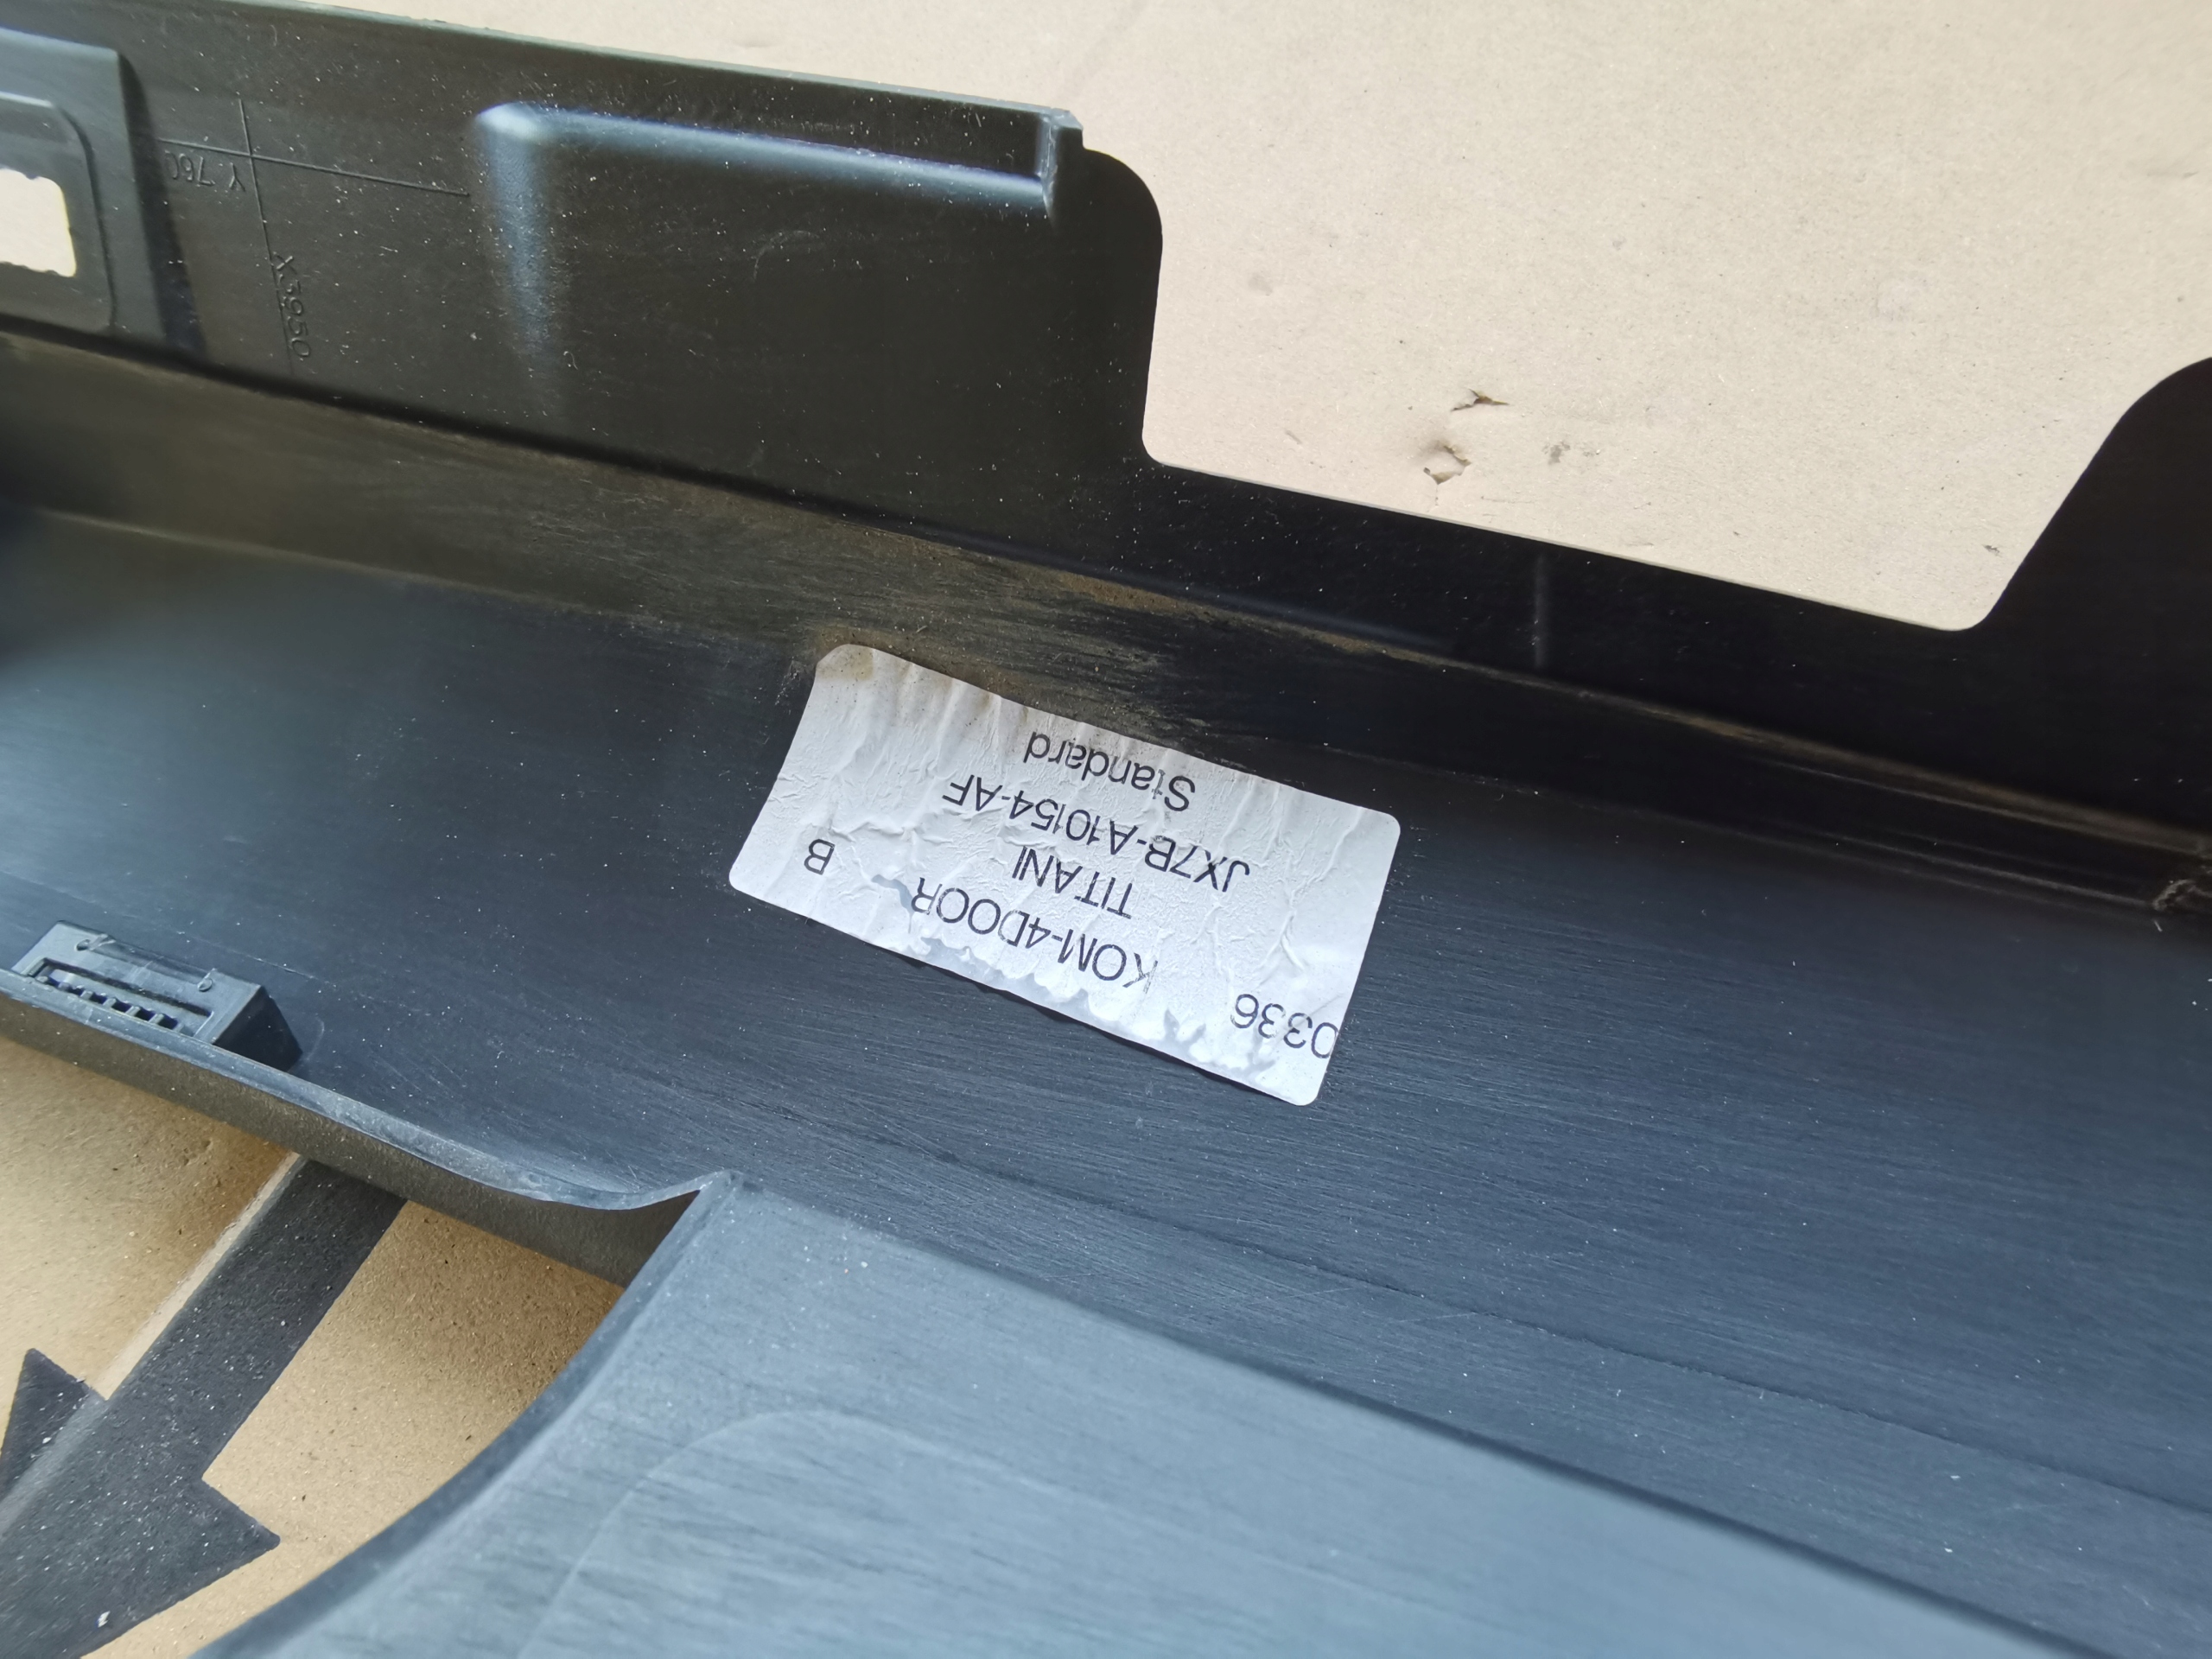 0336
KOM-4DOOR B
TITANI
JX7B-A10154-AF
Standard
Y 760
X3950